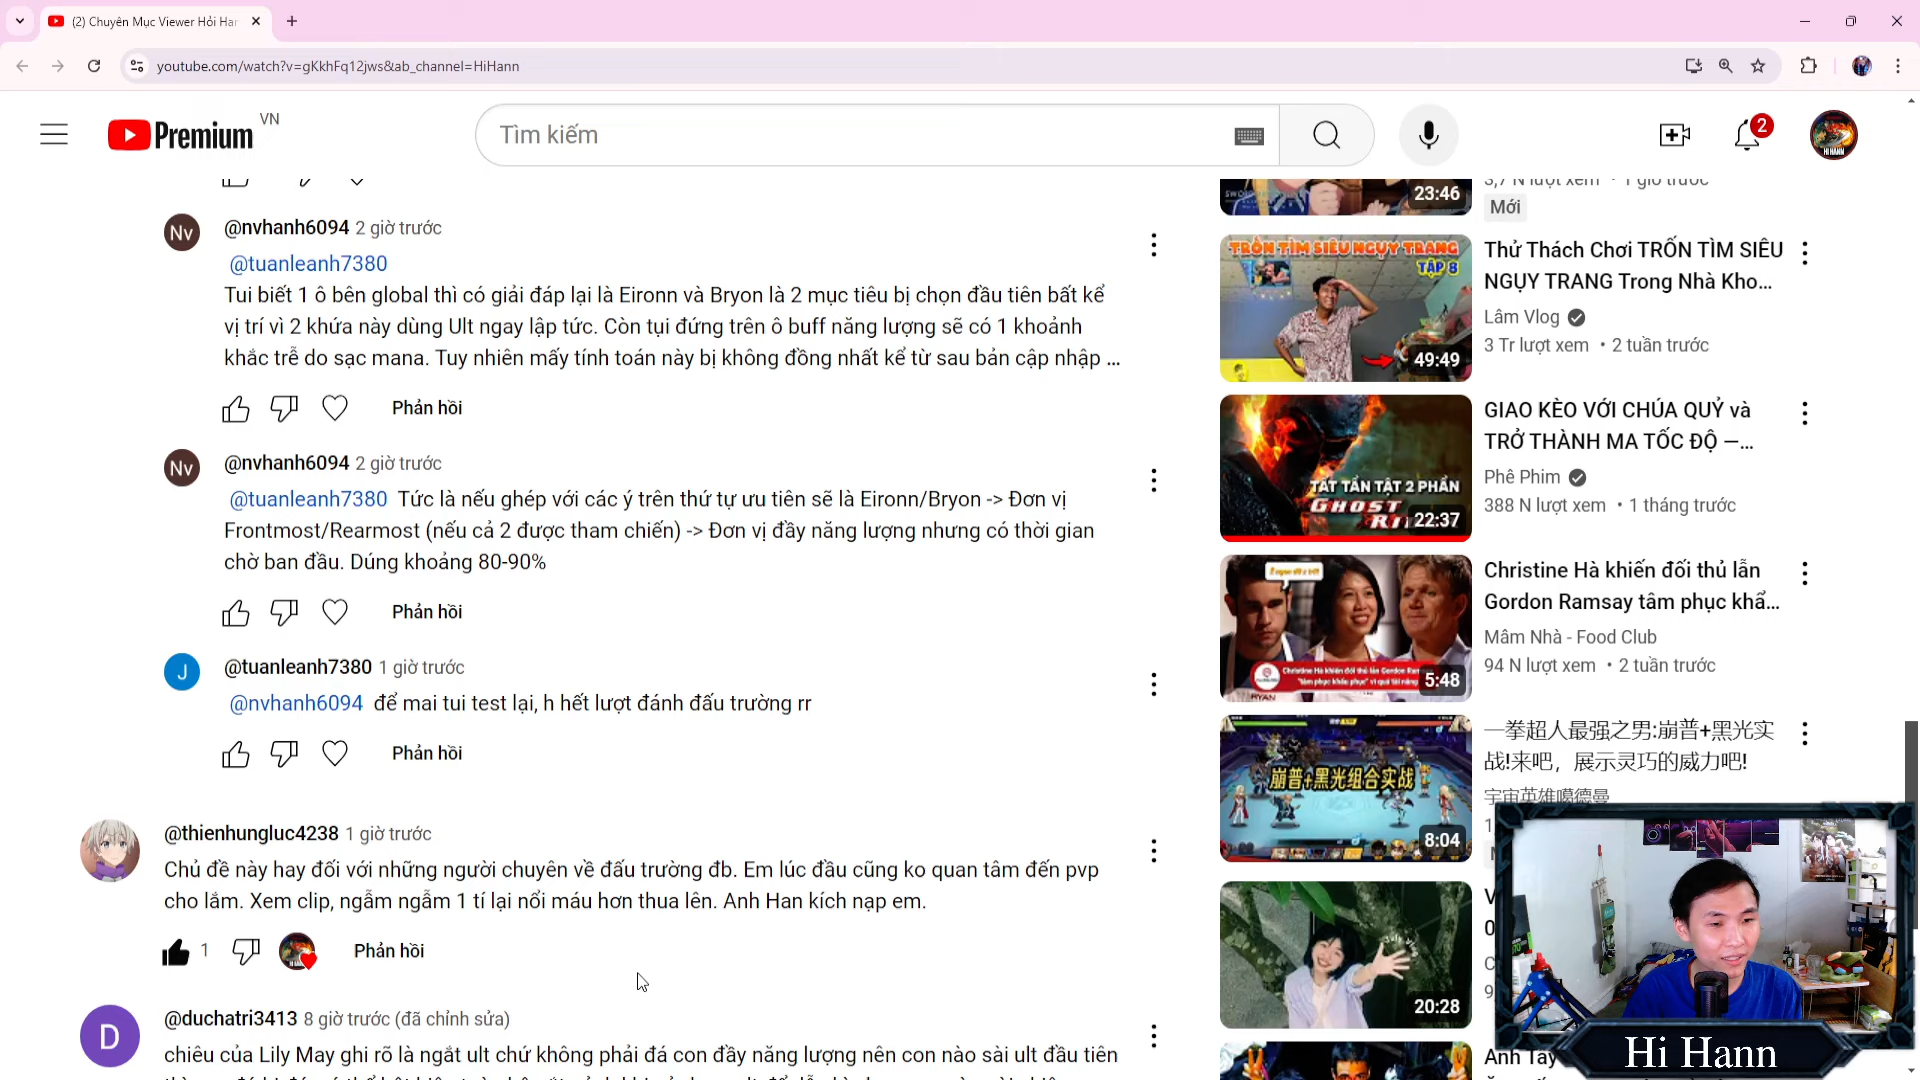 (2) Chuyên Mục Viewer Hỏi Han
youtube.com/watch?v=gKkhFq12jws&ab_channel=HiHann
Premium
VN
Tìm kiếm
2
@nvhanh6094 2 giờ trước
@tuanleanh7380
Tui biết 1 ô bên global thì có giải đáp lại là Eironn và Bryon là 2 mục tiêu bị chọn đầu tiên bất kể
vị trí vì 2 khứa này dùng Ult ngay lập tức. Còn tụi đứng trên ô buff năng lượng sẽ có 1 khoảnh
khắc trễ do sạc mana. Tuy nhiên mấy tính toán này bị không đồng nhất kể từ sau bản cập nhập ...
Phản hồi
@nvhanh6094 2 giờ trước
@tuanleanh7380 Tức là nếu ghép với các ý trên thứ tự ưu tiên sẽ là Eironn/Bryon -> Đơn vị
Frontmost/Rearmost (nếu cả 2 được tham chiến) -> Đơn vị đầy năng lượng nhưng có thời gian
chờ ban đầu. Dúng khoảng 80-90%
Phản hồi
@tuanleanh7380 1 giờ trước
@nvhanh6094 để mai tui test lại, h hết lượt đánh đấu trường rr
Phản hồi
@thienhungluc4238 1 giờ trước
Chủ đề này hay đối với những người chuyên về đấu trường đb. Em lúc đầu cũng ko quan tâm đến pvp
cho lắm. Xem clip, ngẫm ngẫm 1 tí lại nổi máu hơn thua lên. Anh Han kích nạp em.
1
Phản hồi
@duchatri3413 8 giờ trước (đã chỉnh sửa)
chiêu của Lily May ghi rõ là ngắt ult chứ không phải đá con đầy năng lượng nên con nào sài ult đầu tiên
23:46
3,7 N lượt xem • 1 giờ trước
Mới
TRỐN TÌM SIÊU NGỤY TRANG
TẬP 8
49:49
Thử Thách Chơi TRỐN TÌM SIÊU
NGỤY TRANG Trong Nhà Kho...
Lâm Vlog
3 Tr lượt xem • 2 tuần trước
TẤT TẦN TẬT 2 PHẦN
GHOST
22:37
GIAO KÈO VỚI CHÚA QUỶ và
TRỞ THÀNH MA TỐC ĐỘ –...
Phê Phim
388 N lượt xem • 1 tháng trước
5:48
Christine Hà khiến đối thủ lẫn
Gordon Ramsay tâm phục khẩ...
Mâm Nhà - Food Club
94 N lượt xem • 2 tuần trước
崩普+黑光组合实战
8:04
一拳超人最强之男:崩普+黑光实
战!来吧，展示灵巧的威力吧!
宇宙英雄噶德曼
20:28
Anh Tây
Hi Hann